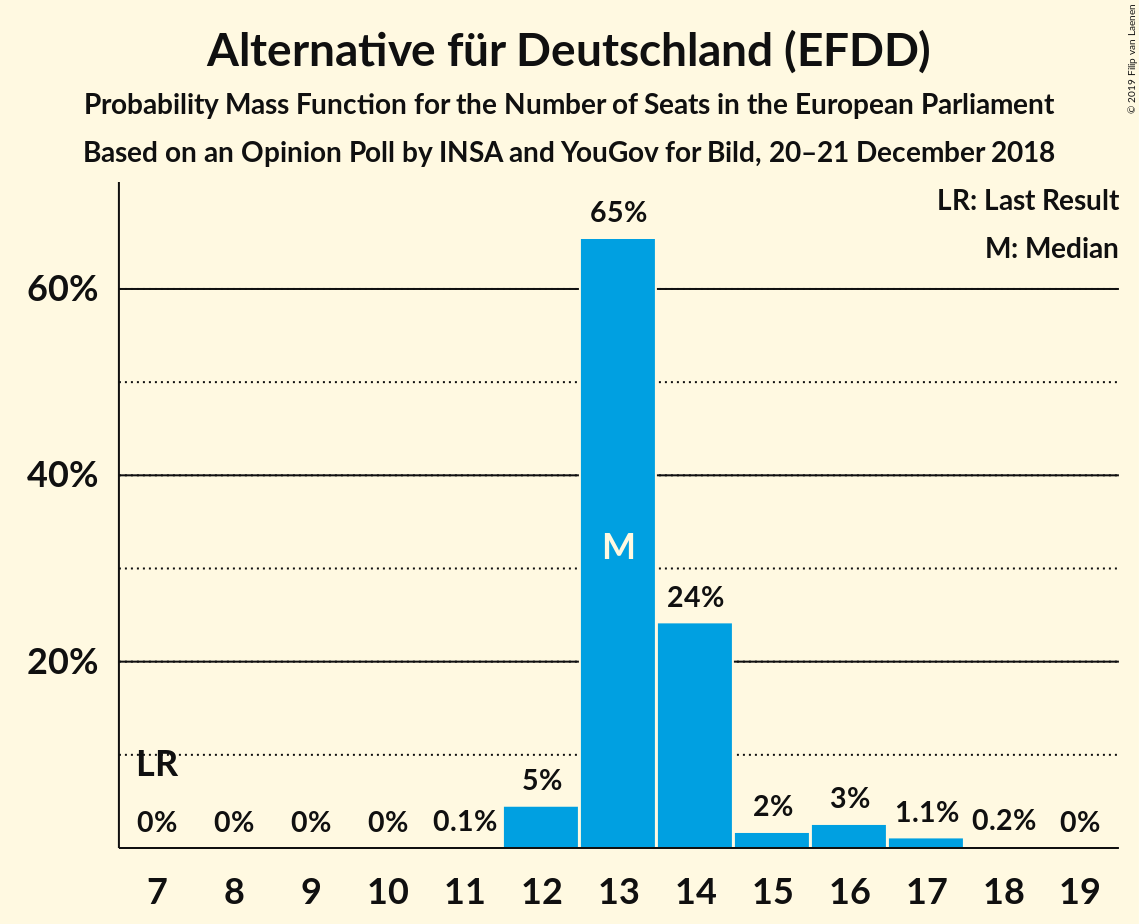 Alternative für Deutschland (EFDD)
Probability Mass Function for the Number of Seats in the European Parliament
Based on an Opinion Poll by INSA and YouGov for Bild, 20–21 December 2018
© 2019 Filip van Laenen
LR: Last Result
M: Median
65%
60%
40%
M
24%
20%
LR
5%
2%
3%
1.1%
0%
0%
0%
0%
0.1%
0.2%
0%
7 8 9 10 11 12 13 14 15 16 17 18 19